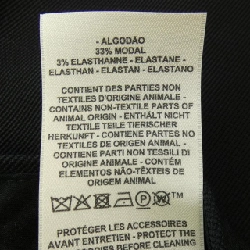 - ALGODÃO
33% MODAL
3% ELASTHANNE - ELASTANE -
ELASTHAN - ELASTAN - ELASTANO
CONTIENT DES PARTIES NON
TEXTILES D'ORIGINE ANIMALE -
CONTAINS NON-TEXTILE PARTS OF
ANIMAL ORIGIN - ENTHÄLT NICHT
TEXTILE TEILE TIERISCHER
HERKUNFT - CONTIENE PARTES NO
TEXTILES DE ORIGEN ANIMAL -
CONTIENE PARTI NON TESSILI DI
ORIGINE ANIMALE - CONTÉM
ELEMENTOS NÃO-TÊXTEIS DE
ORIGEM ANIMAL
W
PROTÉGER LES ACCESSOIRES
AVANT ENTRETIEN - PROTECT THE
BEFORE CLEANING